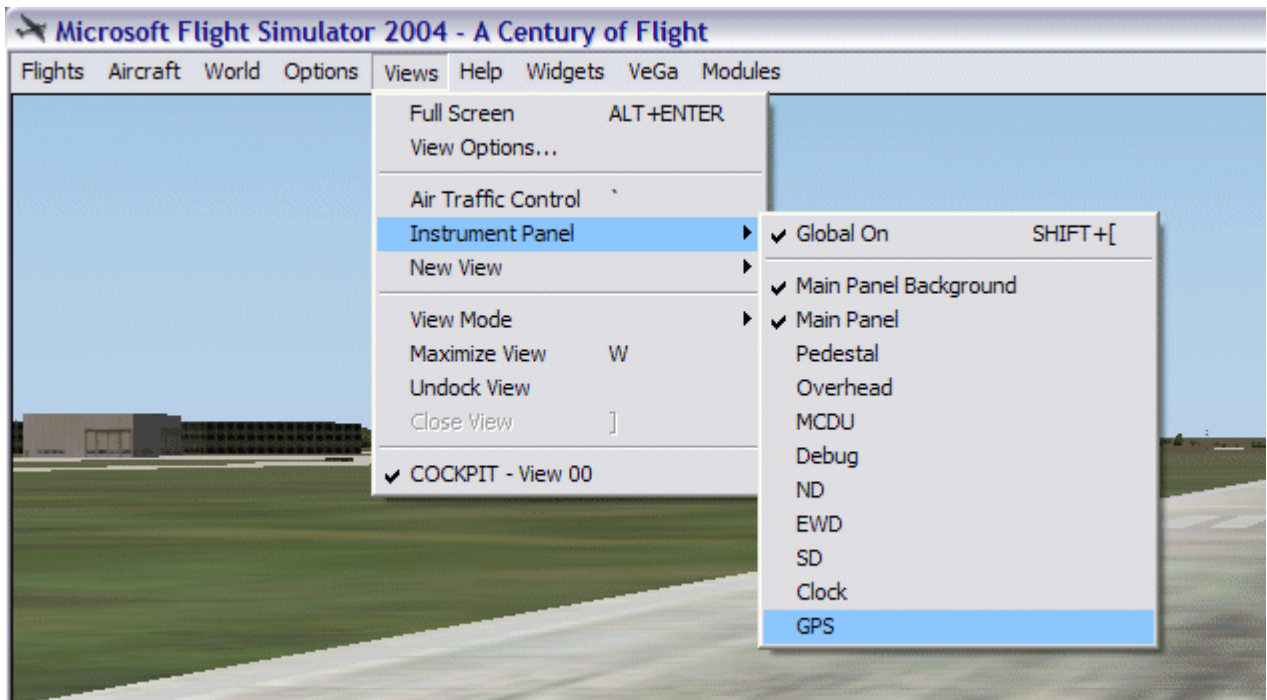 Microsoft Flight Simulator 2004 - A Century of Flight
Flights Aircraft World Options Views Help Widgets VeGa Modules
Full Screen ALT+ENTER
View Options...
Air Traffic Control `
Instrument Panel
New View
View Mode
Maximize View W
Undock View
Close View ]
COCKPIT - View 00
Global On SHIFT+[
Main Panel Background
Main Panel
Pedestal
Overhead
MCDU
Debug
ND
EWD
SD
Clock
GPS